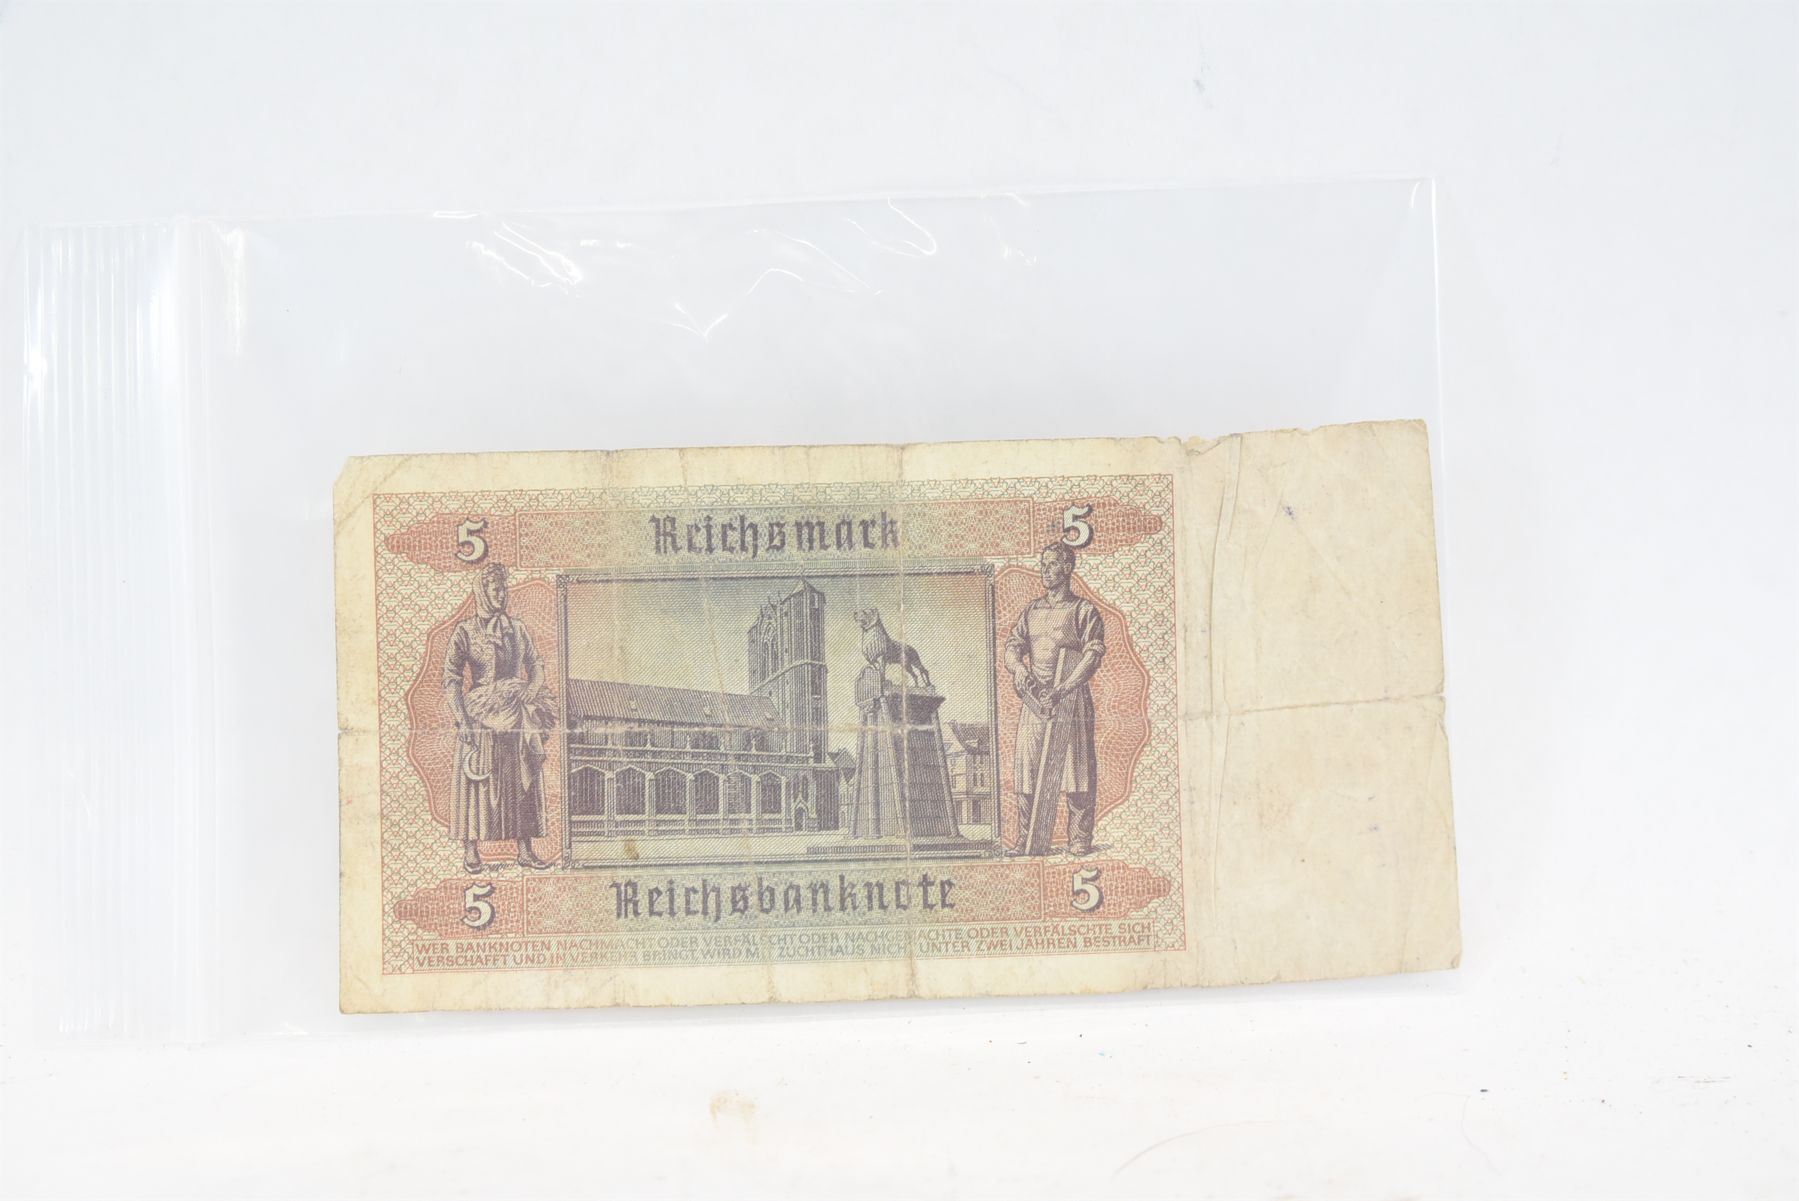 5 Reichsmark 5
5 Reichsbanknote 5
WER BANKNOTEN NACHMACHT ODER VERFÄLSCHT ODER NACHGEMACHTE ODER VERFÄLSCHTE SICH
VERSCHAFFT UND IN VERKEHR BRINGT, WIRD MIT ZUCHTHAUS NICHT UNTER ZWEI JAHREN BESTRAFT